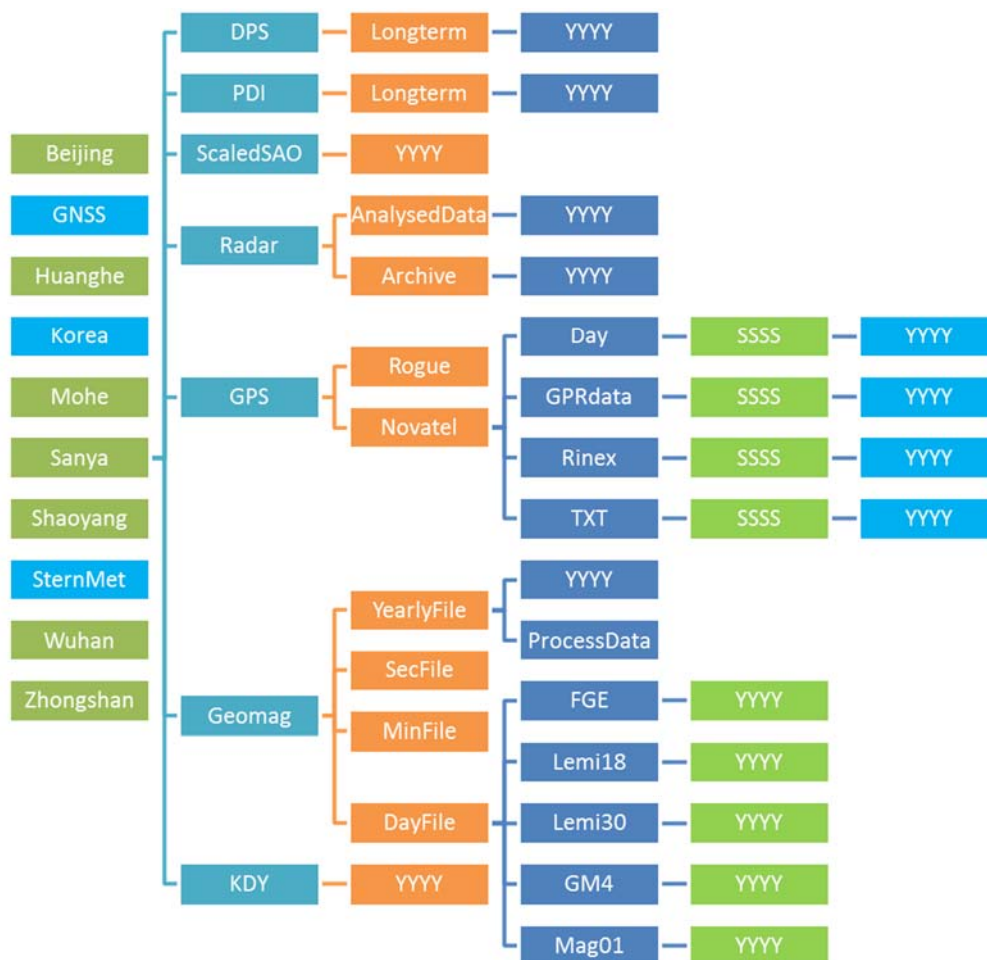 Beijing
GNSS
Huanghe
Korea
Mohe
Sanya
Shaoyang
SternMet
Wuhan
Zhongshan
DPS
Longterm
YYYY
PDI
Longterm
YYYY
ScaledSAO
YYYY
Radar
AnalysedData
YYYY
Archive
YYYY
GPS
Rogue
Novatel
Day
SSSS
YYYY
GPRdata
SSSS
YYYY
Rinex
SSSS
YYYY
TXT
SSSS
YYYY
Geomag
YearlyFile
YYYY
ProcessData
SecFile
MinFile
DayFile
FGE
YYYY
Lemi18
YYYY
Lemi30
YYYY
GM4
YYYY
Mag01
YYYY
KDY
YYYY